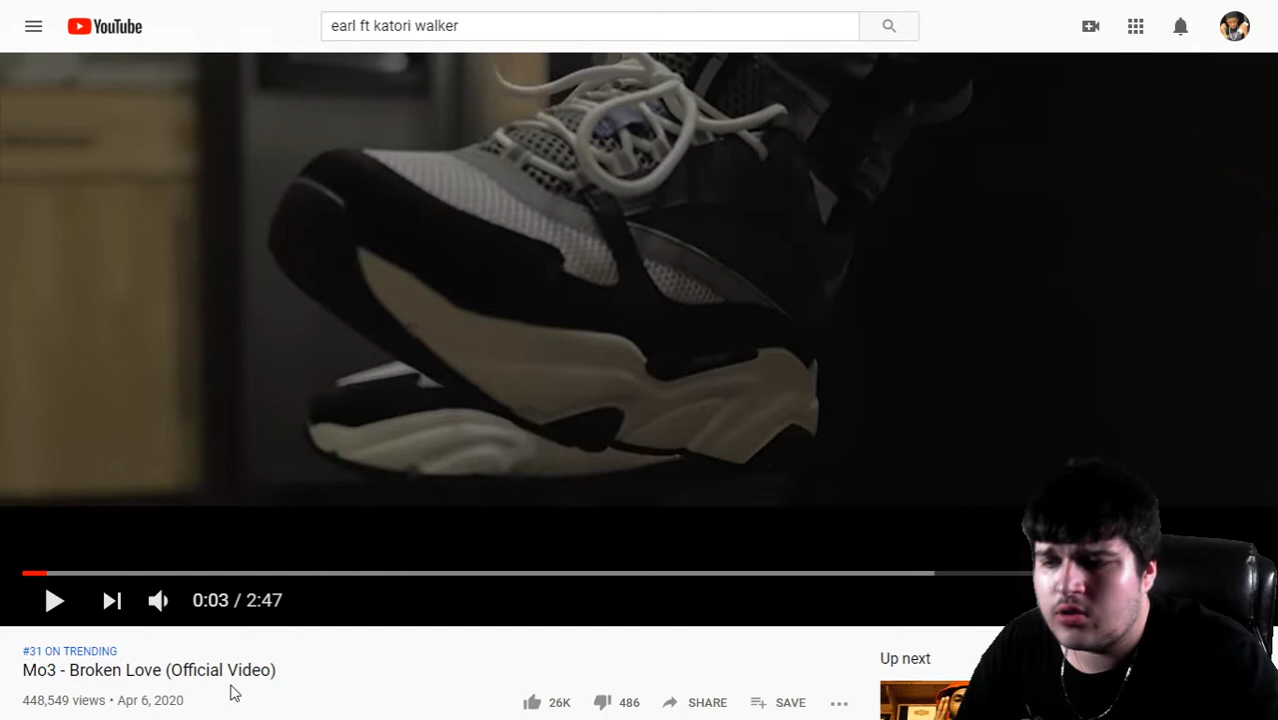 YouTube
earl ft katori walker
0:03 / 2:47
#31 ON TRENDING
Mo3 - Broken Love (Official Video)
448,549 views • Apr 6, 2020
26K
486
SHARE
SAVE
Up next